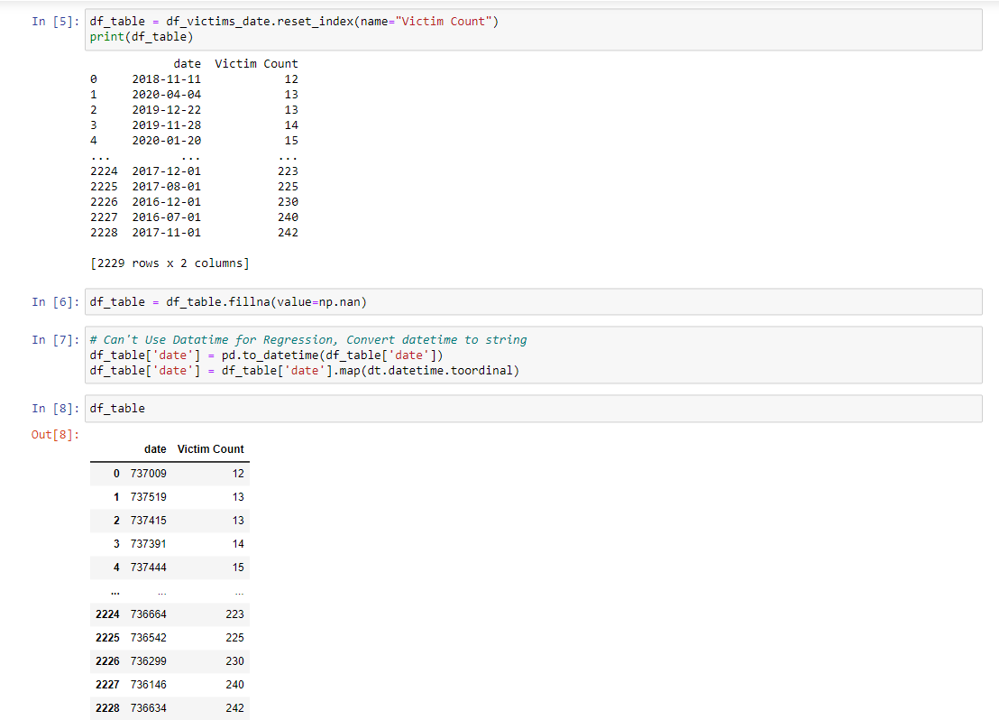 In [5]: df_table = df_victims_date.reset_index(name="Victim Count")
print(df_table)
date Victim Count
0 2018-11-11 12
1 2020-04-04 13
2 2019-12-22 13
3 2019-11-28 14
4 2020-01-20 15
... ... ...
2224 2017-12-01 223
2225 2017-08-01 225
2226 2016-12-01 230
2227 2016-07-01 240
2228 2017-11-01 242
[2229 rows x 2 columns]
In [6]: df_table = df_table.fillna(value=np.nan)
In [7]: # Can't Use Datatime for Regression, Convert datetime to string
df_table['date'] = pd.to_datetime(df_table['date'])
df_table['date'] = df_table['date'].map(dt.datetime.toordinal)
In [8]: df_table
Out[8]:
date Victim Count
0 737009 12
1 737519 13
2 737415 13
3 737391 14
4 737444 15
... ... ...
2224 736664 223
2225 736542 225
2226 736299 230
2227 736146 240
2228 736634 242